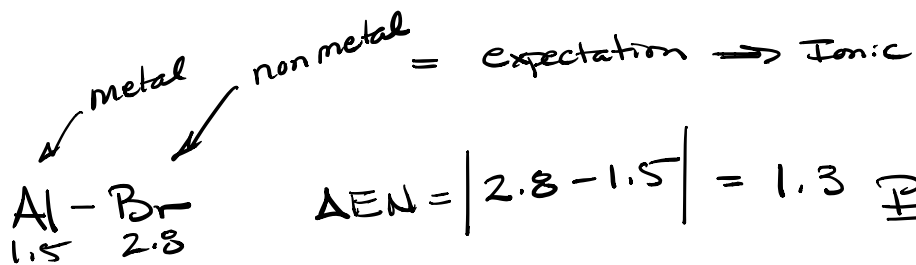 metal
non metal = expectation → Ionic
Al - Br ΔEN = |2.8 - 1.5| = 1.3
1.5 2.8